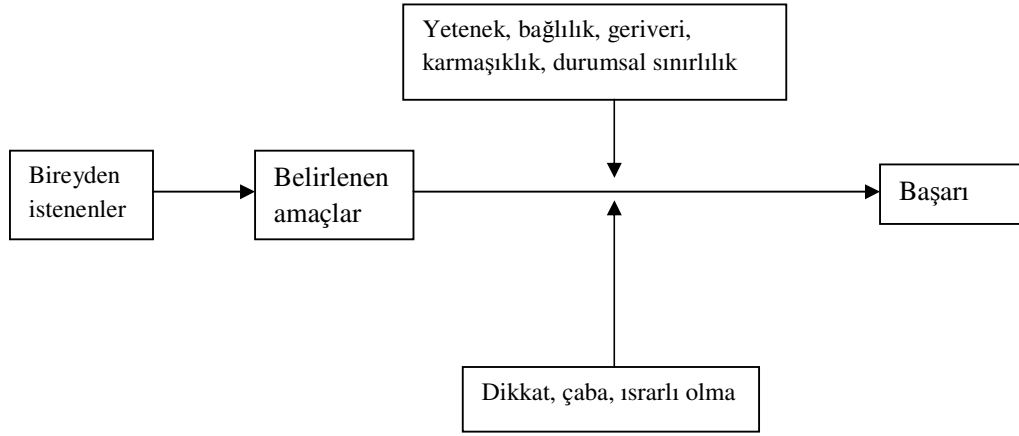 Yetenek, bağlılık, geriveri,
karmaşıklık, durumsal sınırlılık
Bireyden
istenenler
Belirlenen
amaçlar
Başarı
Dikkat, çaba, ısrarlı olma